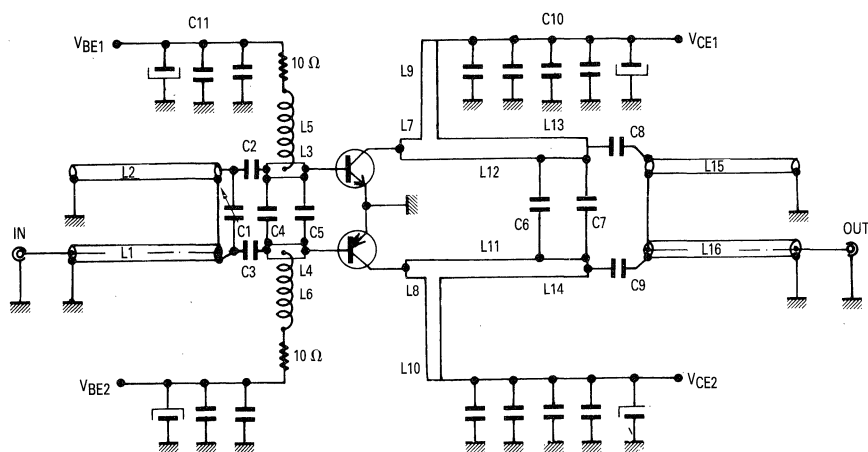 C11
C10
VBE1
VCE1
10 Ω
L9
L5
L7
L13
C8
C2
L3
L2
L12
L15
IN
C1
C4
C5
C6
C7
OUT
L1
C3
L4
L11
L16
L6
L8
L14
C9
10 Ω
L10
VBE2
VCE2